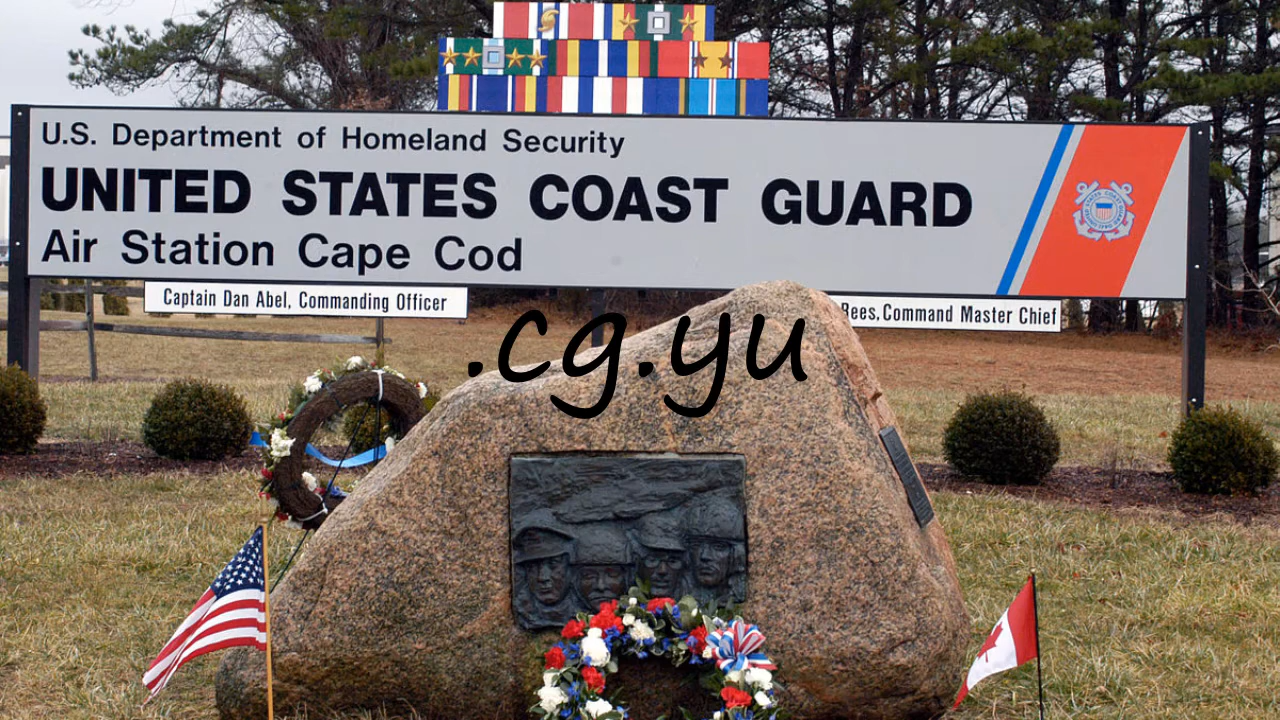 U.S. Department of Homeland Security
UNITED STATES COAST GUARD
Air Station Cape Cod
Captain Dan Abel, Commanding Officer
Rees, Command Master Chief
.cg.yu